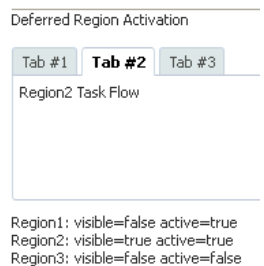 Deferred Region Activation
Tab #1 Tab #2 Tab #3
Region2 Task Flow
Region1: visible=false active=true
Region2: visible=true active=true
Region3: visible=false active=false